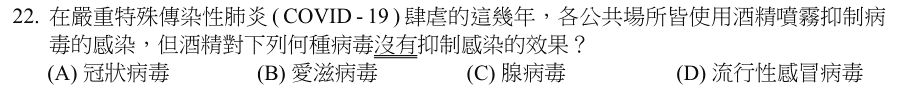 22. 在嚴重特殊傳染性肺炎 ( COVID - 19 ) 肆虐的這幾年，各公共場所皆使用酒精噴霧抑制病
毒的感染，但酒精對下列何種病毒沒有抑制感染的效果？
(A) 冠狀病毒 (B) 愛滋病毒 (C) 腺病毒 (D) 流行性感冒病毒